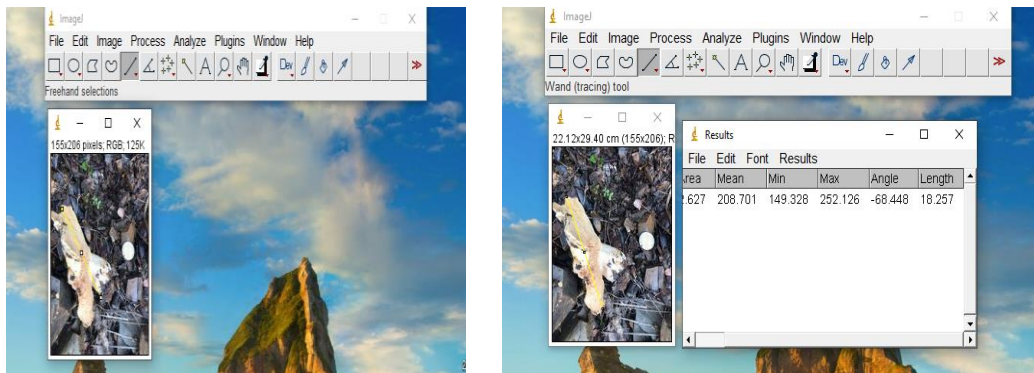 ImageJ
File Edit Image Process Analyze Plugins Window Help
A Dev
Freehand selections
155x206 pixels; RGB; 125K
ImageJ
File Edit Image Process Analyze Plugins Window Help
A Dev
Wand (tracing) tool
22.12x29.40 cm (155x206); R
Results
File Edit Font Results
rea Mean Min Max Angle Length
.627 208.701 149.328 252.126 -68.448 18.257